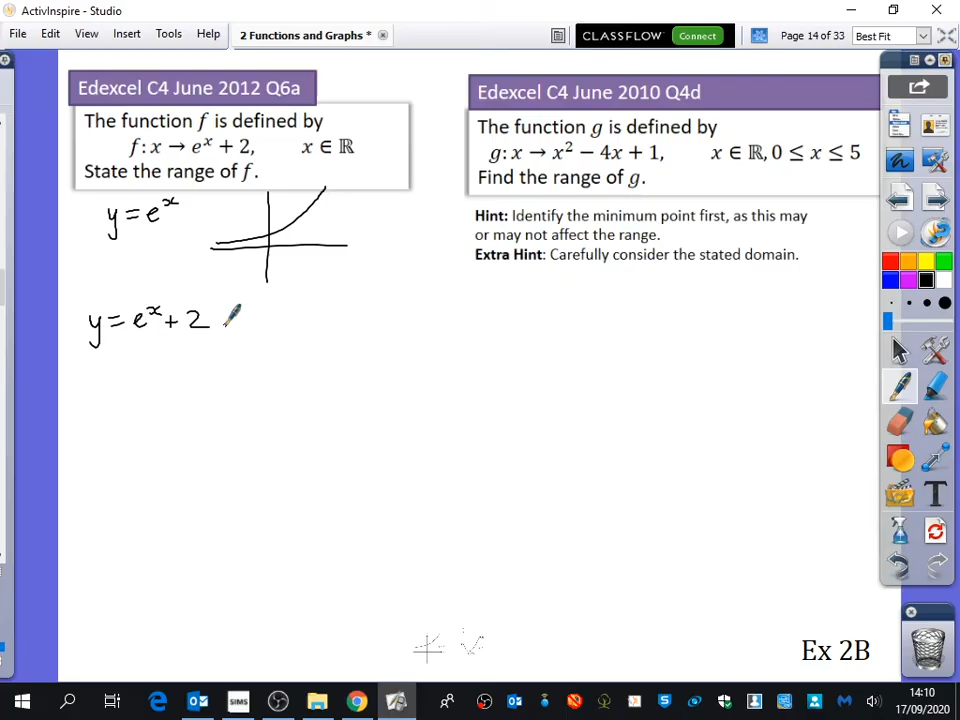 ActivInspire - Studio
File Edit View Insert Tools Help
2 Functions and Graphs *
CLASSFLOW Connect
Page 14 of 33
Best Fit
Edexcel C4 June 2012 Q6a
The function f is defined by
f: x → eˣ + 2, x ∈ ℝ
State the range of f.
y = eˣ
y = eˣ + 2
Edexcel C4 June 2010 Q4d
The function g is defined by
g: x → x² − 4x + 1, x ∈ ℝ, 0 ≤ x ≤ 5
Find the range of g.
Hint: Identify the minimum point first, as this may
or may not affect the range.
Extra Hint: Carefully consider the stated domain.
Ex 2B
SIMS
14:10
17/09/2020